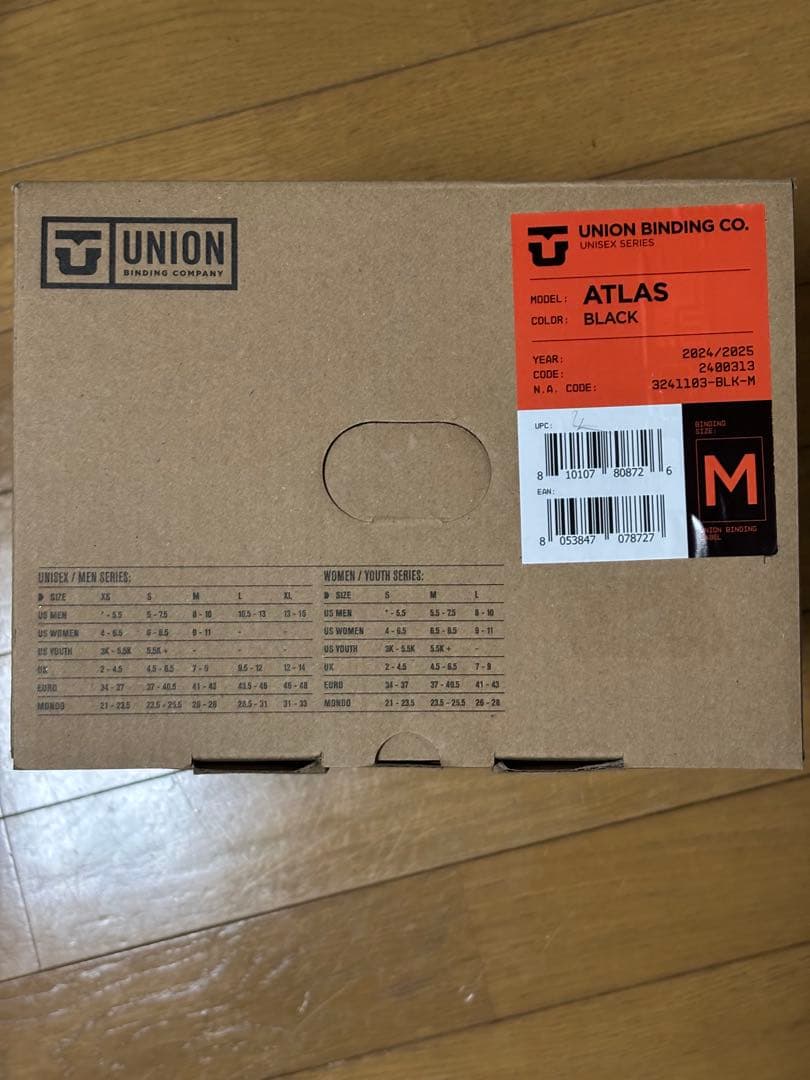 UNION
BINDING COMPANY
UNION BINDING CO.
UNISEX SERIES
MODEL: ATLAS
COLOR: BLACK
YEAR: 2024/2025
CODE: 2400313
N.A. CODE: 3241103-BLK-M
UPC:
8 10107 80872 6
EAN:
8 053847 078727
BINDING
SIZE:
M
UNION BINDING
LABEL
UNISEX / MEN SERIES:
SIZE XS S M L XL
US MEN * - 5.5 5 - 7.5 8 - 10 10.5 - 13 13 - 15
US WOMEN 4 - 6.5 6 - 8.5 9 - 11 - -
US YOUTH 3K - 5.5K 5.5K + - - -
UK 2 - 4.5 4.5 - 6.5 7 - 9 9.5 - 12 12 - 14
EURO 34 - 37 37 - 40.5 41 - 43 43.5 - 46 46 - 48
MONDO 21 - 23.5 23.5 - 25.5 26 - 28 28.5 - 31 31 - 33
WOMEN / YOUTH SERIES:
SIZE S M L
US MEN * - 5.5 5.5 - 7.5 8 - 10
US WOMEN 4 - 6.5 6.5 - 8.5 9 - 11
US YOUTH 3K - 5.5K 5.5K + -
UK 2 - 4.5 4.5 - 6.5 7 - 9
EURO 34 - 37 37 - 40.5 41 - 43
MONDO 21 - 23.5 23.5 - 25.5 26 - 28